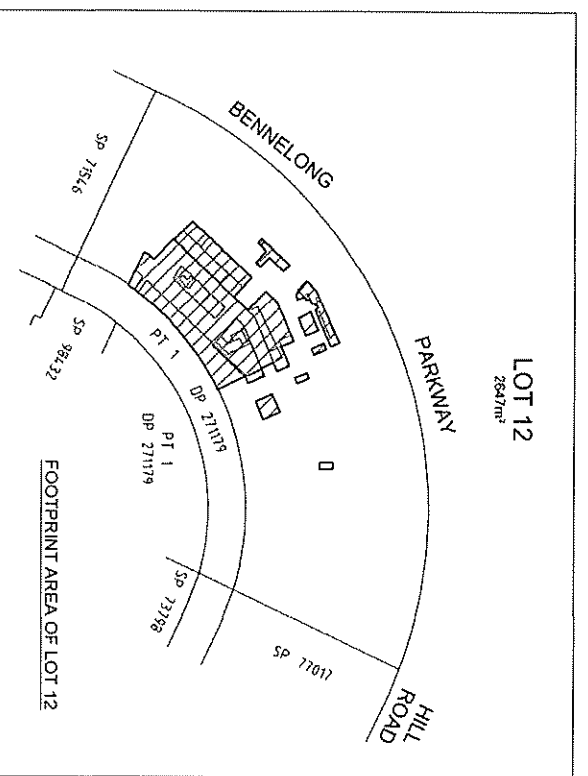 LOT 12
2647m²
BENNELONG
PARKWAY
HILL
ROAD
SP 71546
SP 96432
PT 1
DP 271179
PT 1
DP 271179
SP 73798
SP 77017
FOOTPRINT AREA OF LOT 12